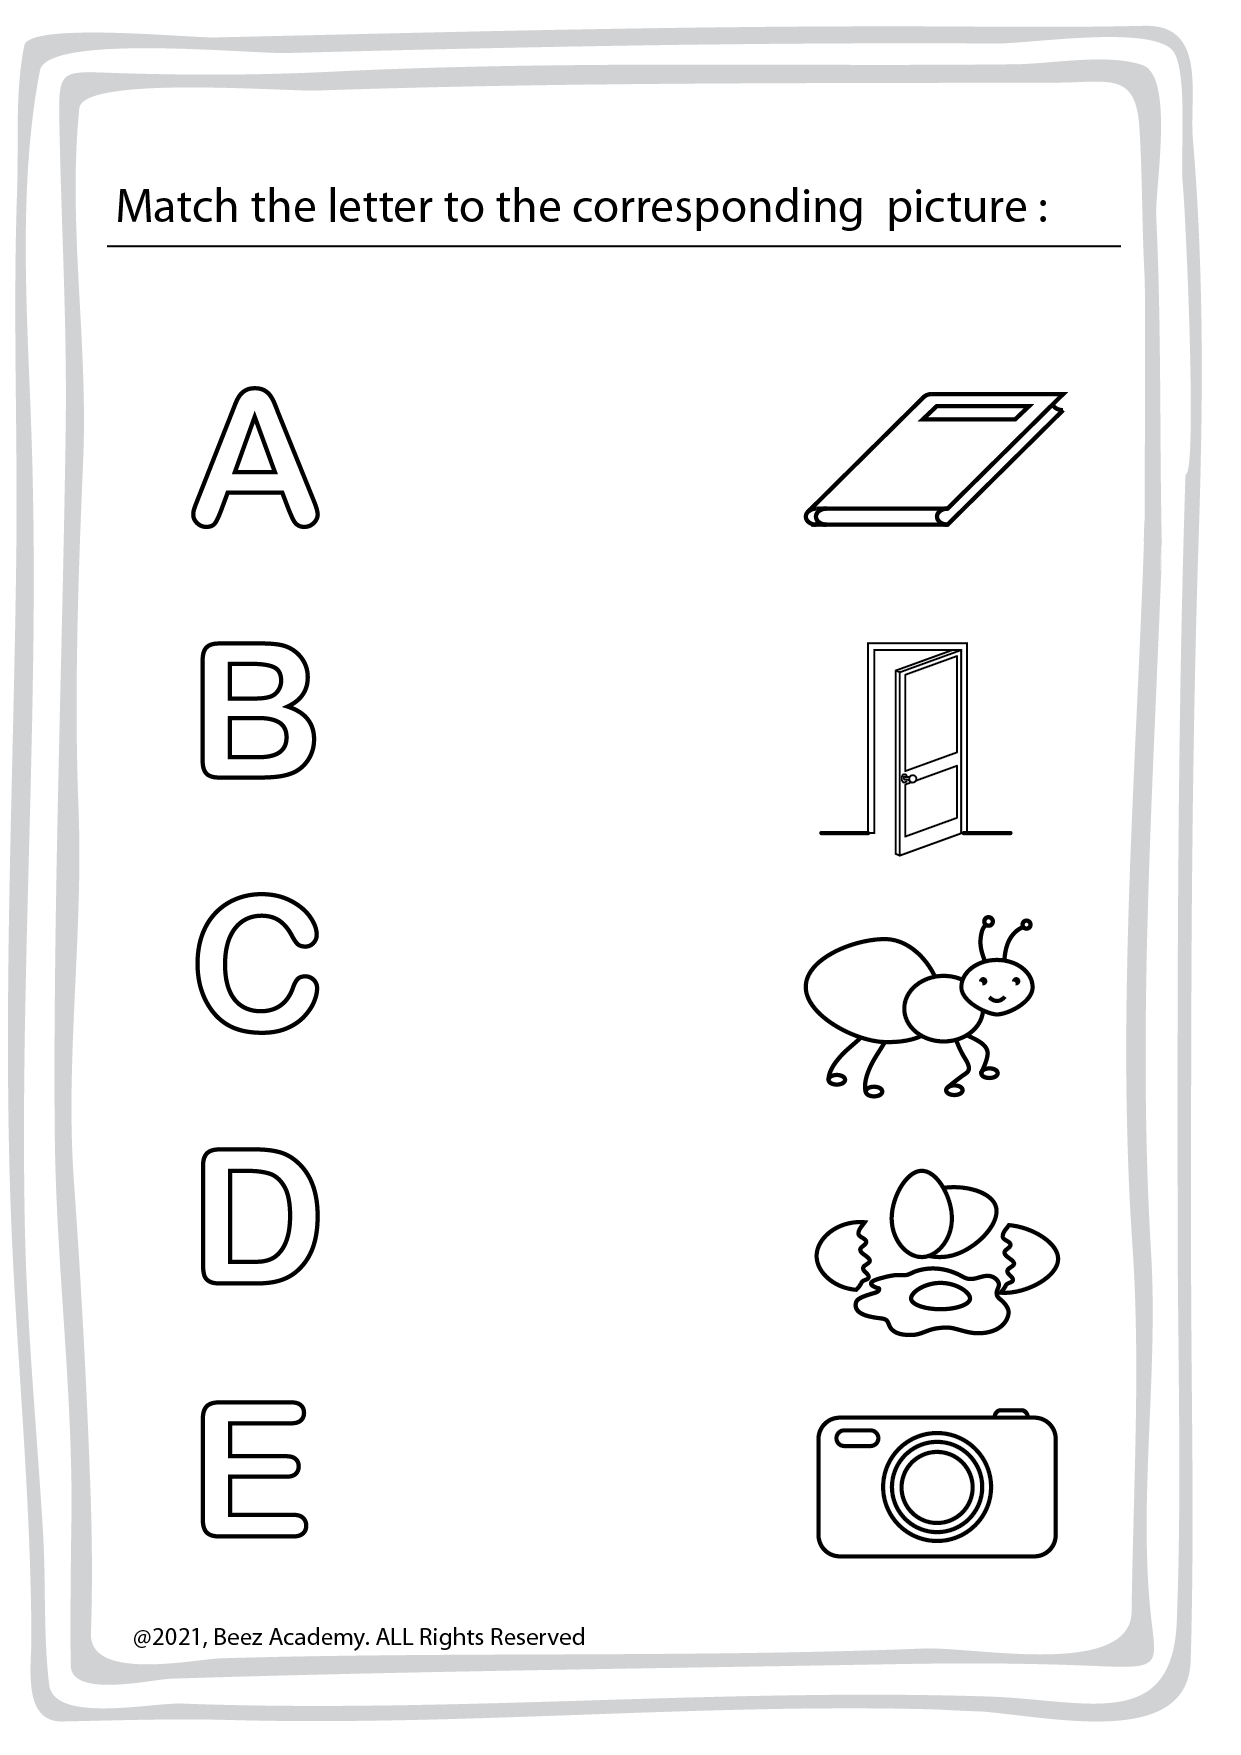 Match the letter to the corresponding picture :
A
B
C
D
E
@2021, Beez Academy. ALL Rights Reserved